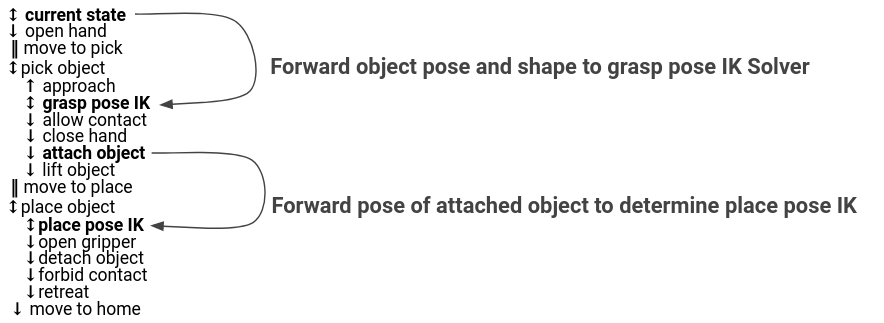 ↕ current state
↓ open hand
‖ move to pick
Forward object pose and shape to grasp pose IK Solver
↕ pick object
↑ approach
↕ grasp pose IK
↓ allow contact
↓ close hand
↓ attach object
↓ lift object
‖ move to place
Forward pose of attached object to determine place pose IK
↕ place object
↕ place pose IK
↓ open gripper
↓ detach object
↓ forbid contact
↓ retreat
↓ move to home